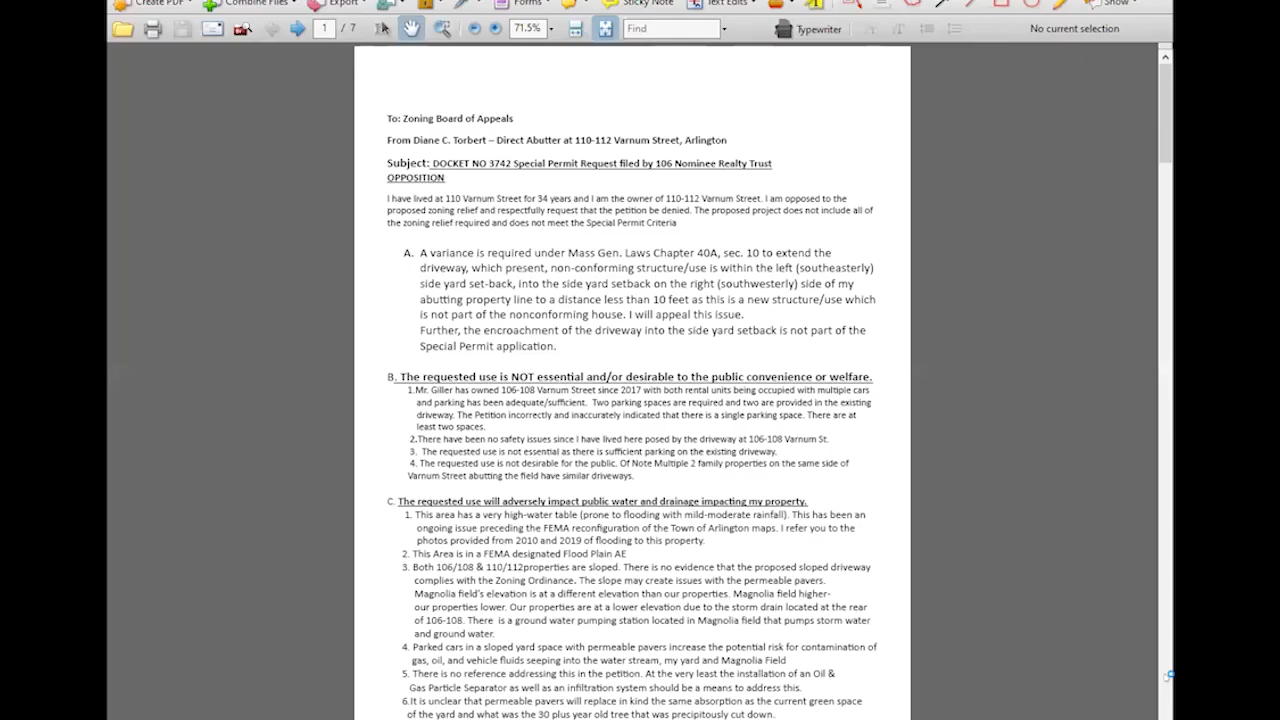 Create PDF Combine Files Export Forms Sticky Note Text Edits Show
1 / 7 71.5% Find Typewriter No current selection
To: Zoning Board of Appeals
From Diane C. Torbert – Direct Abutter at 110-112 Varnum Street, Arlington
Subject: DOCKET NO 3742 Special Permit Request filed by 106 Nominee Realty Trust
OPPOSITION
I have lived at 110 Varnum Street for 34 years and I am the owner of 110-112 Varnum Street. I am opposed to the
proposed zoning relief and respectfully request that the petition be denied. The proposed project does not include all of
the zoning relief required and does not meet the Special Permit Criteria
A. A variance is required under Mass Gen. Laws Chapter 40A, sec. 10 to extend the
driveway, which present, non-conforming structure/use is within the left (southeasterly)
side yard set-back, into the side yard setback on the right (southwesterly) side of my
abutting property line to a distance less than 10 feet as this is a new structure/use which
is not part of the nonconforming house. I will appeal this issue.
Further, the encroachment of the driveway into the side yard setback is not part of the
Special Permit application.
B. The requested use is NOT essential and/or desirable to the public convenience or welfare.
1.Mr. Giller has owned 106-108 Varnum Street since 2017 with both rental units being occupied with multiple cars
and parking has been adequate/sufficient. Two parking spaces are required and two are provided in the existing
driveway. The Petition incorrectly and inaccurately indicated that there is a single parking space. There are at
least two spaces.
2.There have been no safety issues since I have lived here posed by the driveway at 106-108 Varnum St.
3. The requested use is not essential as there is sufficient parking on the existing driveway.
4. The requested use is not desirable for the public. Of Note Multiple 2 family properties on the same side of
Varnum Street abutting the field have similar driveways.
C. The requested use will adversely impact public water and drainage impacting my property.
1. This area has a very high-water table (prone to flooding with mild-moderate rainfall). This has been an
ongoing issue preceding the FEMA reconfiguration of the Town of Arlington maps. I refer you to the
photos provided from 2010 and 2019 of flooding to this property.
2. This Area is in a FEMA designated Flood Plain AE
3. Both 106/108 & 110/112properties are sloped. There is no evidence that the proposed sloped driveway
complies with the Zoning Ordinance. The slope may create issues with the permeable pavers.
Magnolia field's elevation is at a different elevation than our properties. Magnolia field higher-
our properties lower. Our properties are at a lower elevation due to the storm drain located at the rear
of 106-108. There is a ground water pumping station located in Magnolia field that pumps storm water
and ground water.
4. Parked cars in a sloped yard space with permeable pavers increase the potential risk for contamination of
gas, oil, and vehicle fluids seeping into the water stream, my yard and Magnolia Field
5. There is no reference addressing this in the petition. At the very least the installation of an Oil &
Gas Particle Separator as well as an infiltration system should be a means to address this.
6.It is unclear that permeable pavers will replace in kind the same absorption as the current green space
of the yard and what was the 30 plus year old tree that was precipitously cut down.